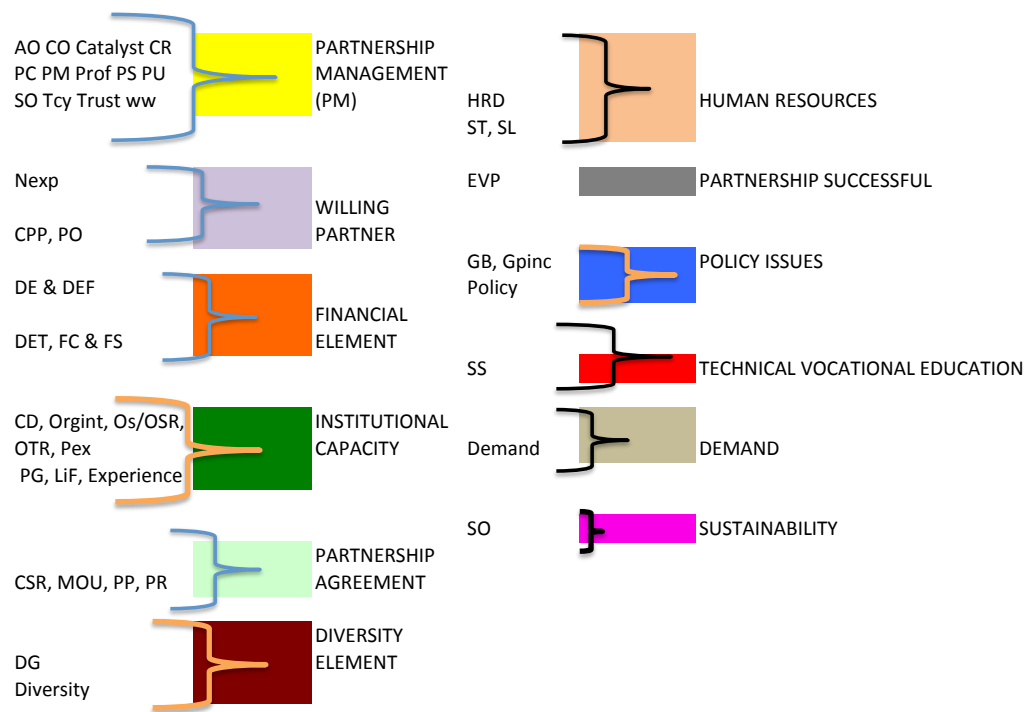 AO CO Catalyst CR
PC PM Prof PS PU
SO Tcy Trust ww
PARTNERSHIP
MANAGEMENT
(PM)
Nexp
CPP, PO
WILLING
PARTNER
DE & DEF
DET, FC & FS
FINANCIAL
ELEMENT
CD, Orgint, Os/OSR,
OTR, Pex
PG, LiF, Experience
INSTITUTIONAL
CAPACITY
CSR, MOU, PP, PR
PARTNERSHIP
AGREEMENT
DG
Diversity
DIVERSITY
ELEMENT
HRD
ST, SL
HUMAN RESOURCES
EVP
PARTNERSHIP SUCCESSFUL
GB, Gpinc
Policy
POLICY ISSUES
SS
TECHNICAL VOCATIONAL EDUCATION
Demand
DEMAND
SO
SUSTAINABILITY